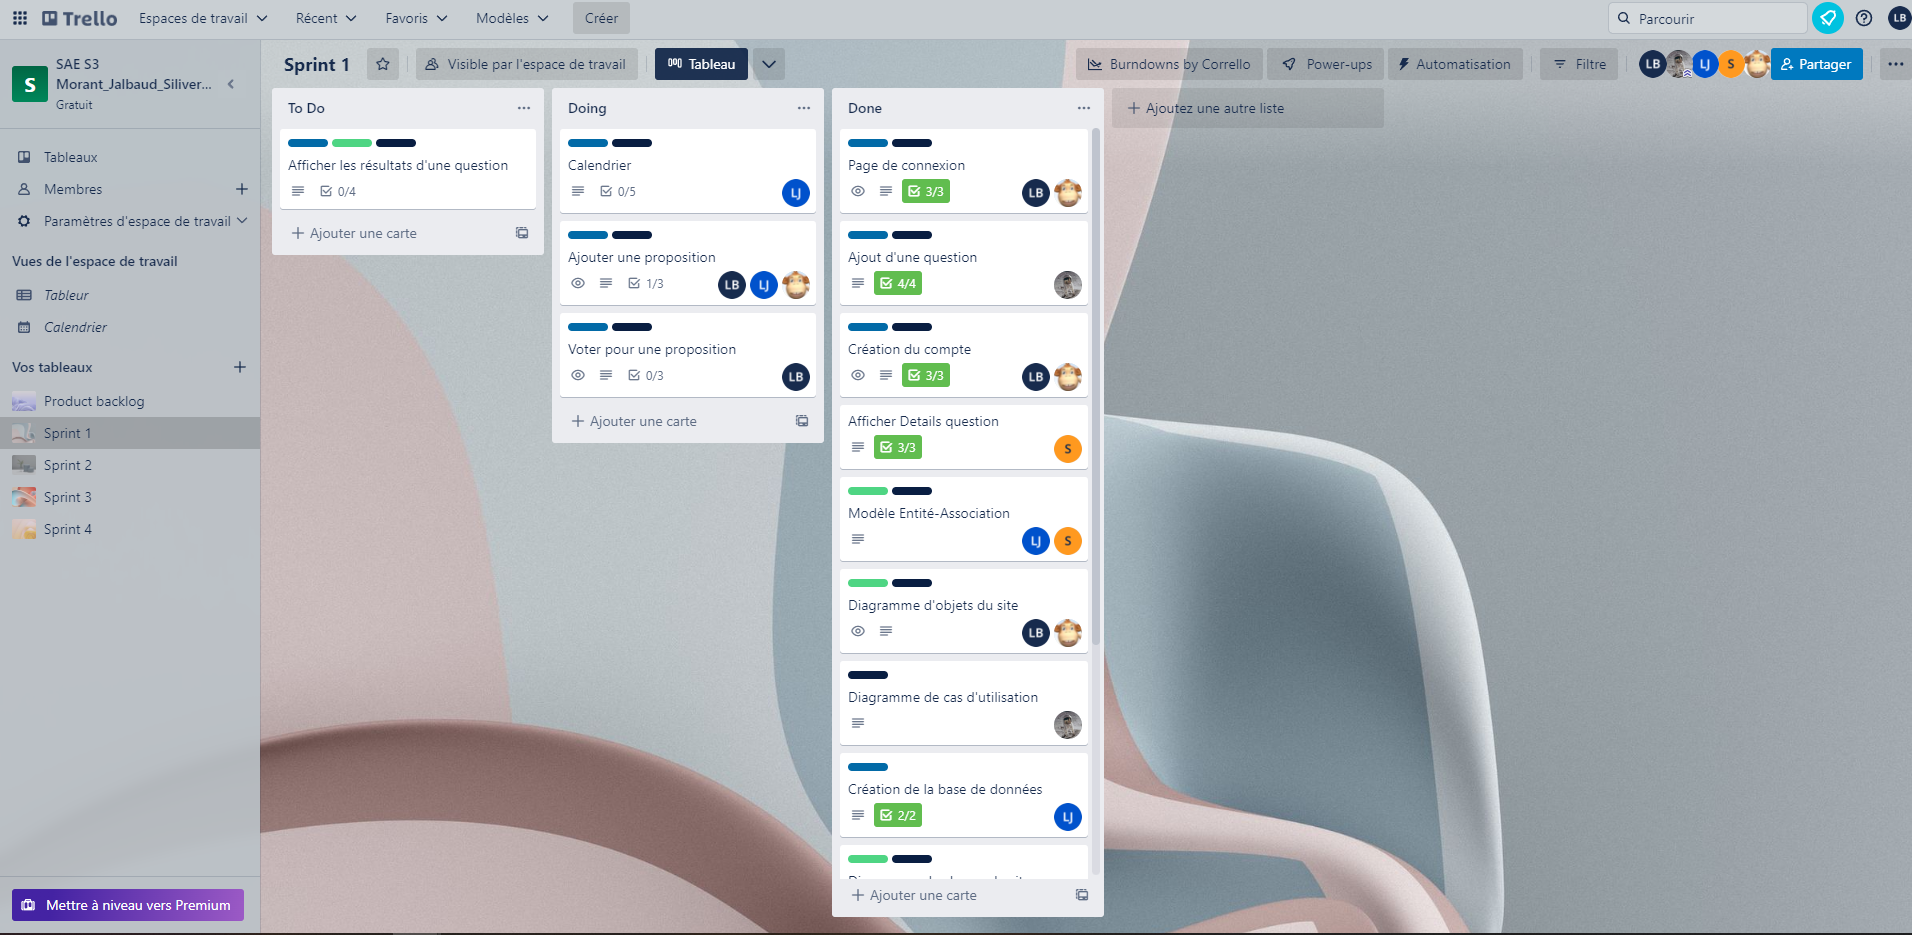 Trello
Espaces de travail
Récent
Favoris
Modèles
Créer
Parcourir
LB
S
SAE S3
Morant_Jalbaud_Siliver...
Gratuit
Sprint 1
Visible par l'espace de travail
Tableau
Burndowns by Corrello
Power-ups
Automatisation
Filtre
LB
LJ
S
Partager
Tableaux
Membres
Paramètres d'espace de travail
Vues de l'espace de travail
Tableur
Calendrier
Vos tableaux
Product backlog
Sprint 1
Sprint 2
Sprint 3
Sprint 4
Mettre à niveau vers Premium
To Do
Afficher les résultats d'une question
0/4
Ajouter une carte
Doing
Calendrier
0/5
LJ
Ajouter une proposition
1/3
LB
LJ
Voter pour une proposition
0/3
LB
Ajouter une carte
Done
Page de connexion
3/3
LB
Ajout d'une question
4/4
Création du compte
3/3
LB
Afficher Details question
3/3
S
Modèle Entité-Association
LJ
S
Diagramme d'objets du site
LB
Diagramme de cas d'utilisation
Création de la base de données
2/2
LJ
Ajouter une carte
Ajoutez une autre liste